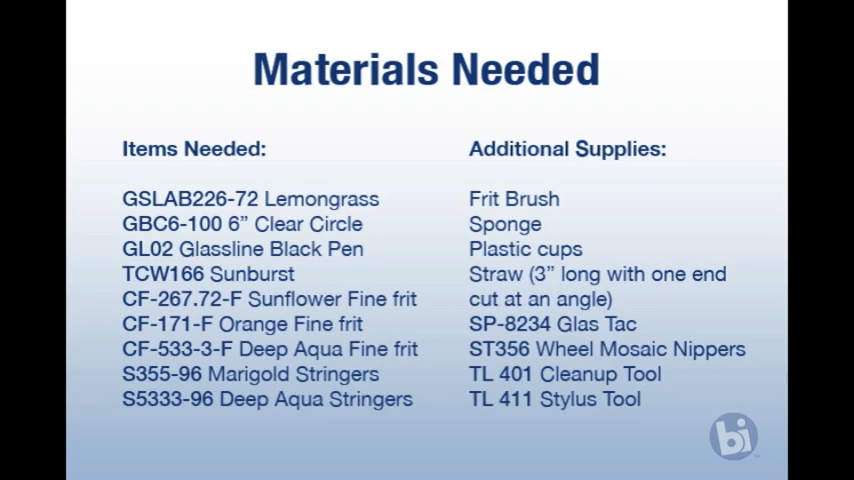 Materials Needed
Items Needed:
GSLAB226-72 Lemongrass
GBC6-100 6” Clear Circle
GL02 Glassline Black Pen
TCW166 Sunburst
CF-267.72-F Sunflower Fine frit
CF-171-F Orange Fine frit
CF-533-3-F Deep Aqua Fine frit
S355-96 Marigold Stringers
S5333-96 Deep Aqua Stringers
Additional Supplies:
Frit Brush
Sponge
Plastic cups
Straw (3” long with one end
cut at an angle)
SP-8234 Glas Tac
ST356 Wheel Mosaic Nippers
TL 401 Cleanup Tool
TL 411 Stylus Tool
bi